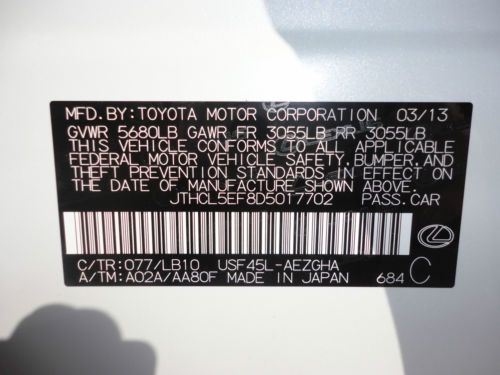 MFD.BY:TOYOTA MOTOR CORPORATION 03/13
GVWR 5680LB GAWR FR 3055LB RR 3055LB
THIS VEHICLE CONFORMS TO ALL APPLICABLE
FEDERAL MOTOR VEHICLE SAFETY,BUMPER,AND
THEFT PREVENTION STANDARDS IN EFFECT ON
THE DATE OF MANUFACTURE SHOWN ABOVE.
JTHCL5EF8D5017702 PASS.CAR
C/TR:077/LB10 USF45L-AEZGHA
A/TM:A02A/AA80F MADE IN JAPAN 684 C